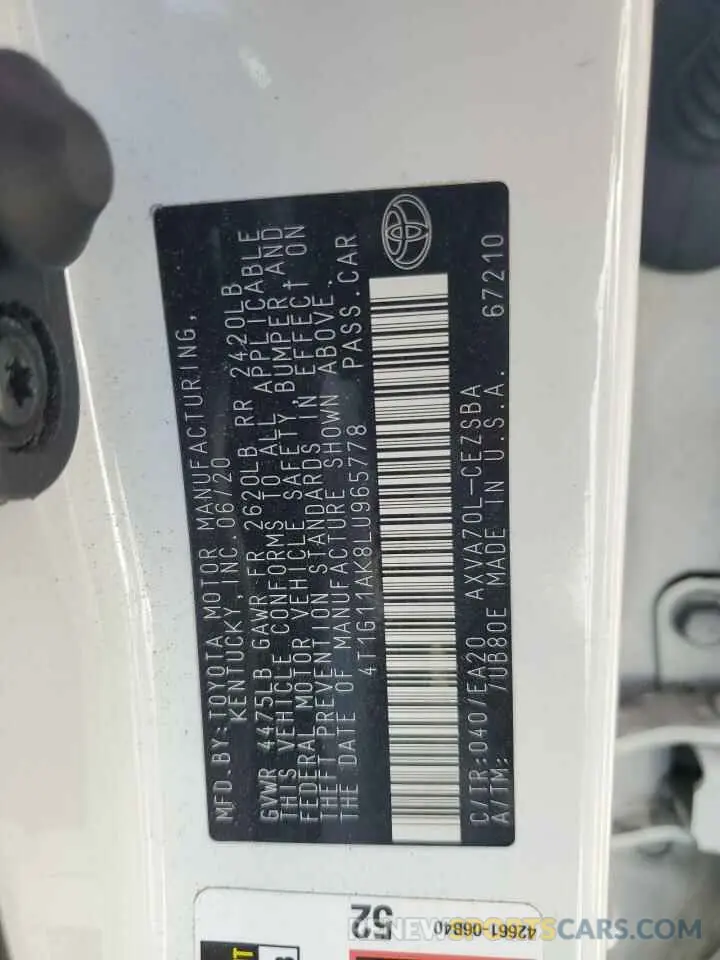 MFD.BY:TOYOTA MOTOR MANUFACTURING,
KENTUCKY, INC. 06/20
GVWR 4475LB GAWR FR 2620LB RR 2420LB
THIS VEHICLE CONFORMS TO ALL APPLICABLE
FEDERAL MOTOR VEHICLE SAFETY, BUMPER, AND
THEFT PREVENTION STANDARDS IN EFFECT ON
THE DATE OF MANUFACTURE SHOWN ABOVE.
4T1G11AK8LU965778 PASS.CAR
C/TR:040/EA20 AXVA70L-CEZSBA 67210
A/TM: /UB80E MADE IN U.S.A.
52
42661-06B40
DENEWSPORTSCARS.COM